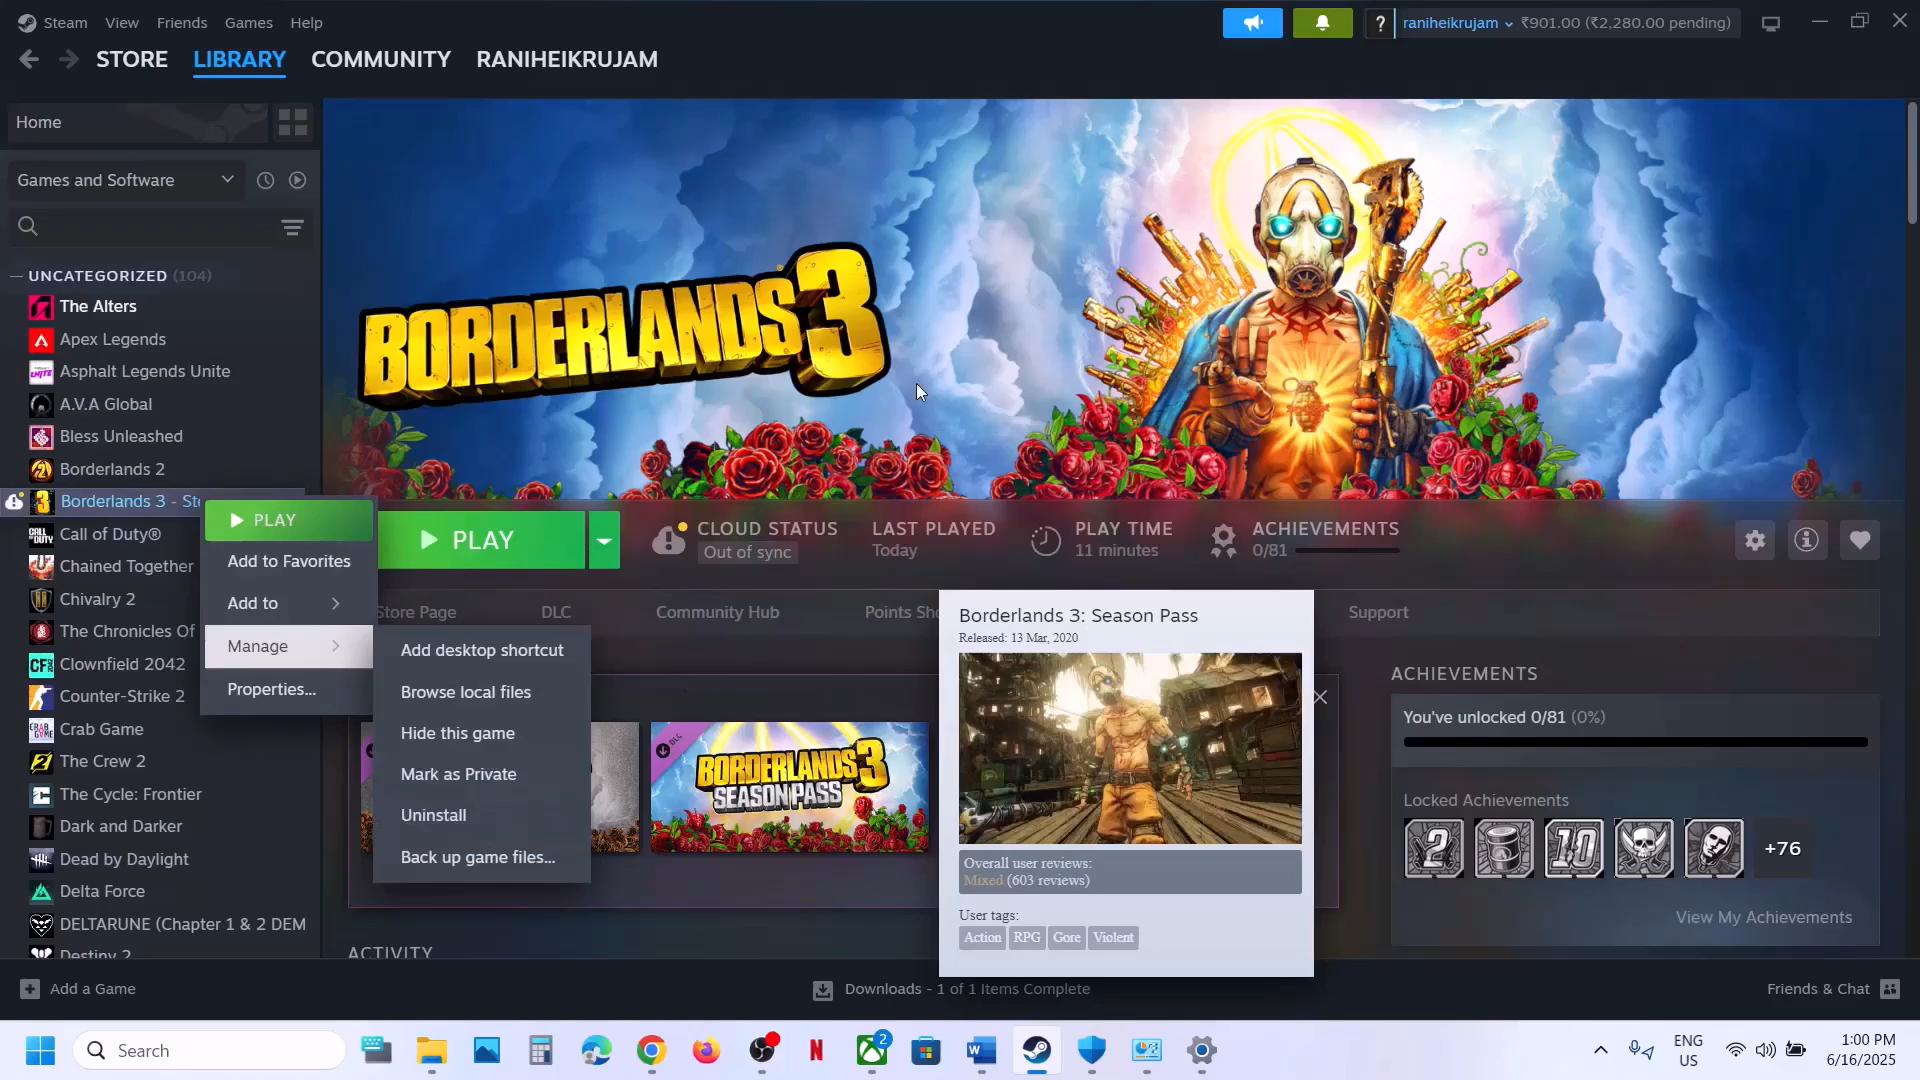 Steam View Friends Games Help
? raniheikrujam ₹901.00 (₹2,280.00 pending)
STORE LIBRARY COMMUNITY RANIHEIKRUJAM
Home
Games and Software
UNCATEGORIZED (104)
The Alters
Apex Legends
Asphalt Legends Unite
A.V.A Global
Bless Unleashed
Borderlands 2
Borderlands 3 - Ste
Call of Duty®
Chained Together
Chivalry 2
The Chronicles Of
Clownfield 2042
Counter-Strike 2
Crab Game
The Crew 2
The Cycle: Frontier
Dark and Darker
Dead by Daylight
Delta Force
DELTARUNE (Chapter 1 & 2 DEM
Destiny 2
PLAY
Add to Favorites
Add to
Manage
Properties...
Add desktop shortcut
Browse local files
Hide this game
Mark as Private
Uninstall
Back up game files...
BORDERLANDS 3
PLAY
CLOUD STATUS
Out of sync
LAST PLAYED
Today
PLAY TIME
11 minutes
ACHIEVEMENTS
0/81
Store Page DLC Community Hub Points Sho Support
DLC
BORDERLANDS 3
SEASON PASS
Borderlands 3: Season Pass
Released: 13 Mar, 2020
Overall user reviews:
Mixed (603 reviews)
User tags:
Action RPG Gore Violent
ACHIEVEMENTS
You've unlocked 0/81 (0%)
Locked Achievements
+76
View My Achievements
ACTIVITY
Add a Game
Downloads - 1 of 1 Items Complete
Friends & Chat
Search
2
ENG
US
1:00 PM
6/16/2025